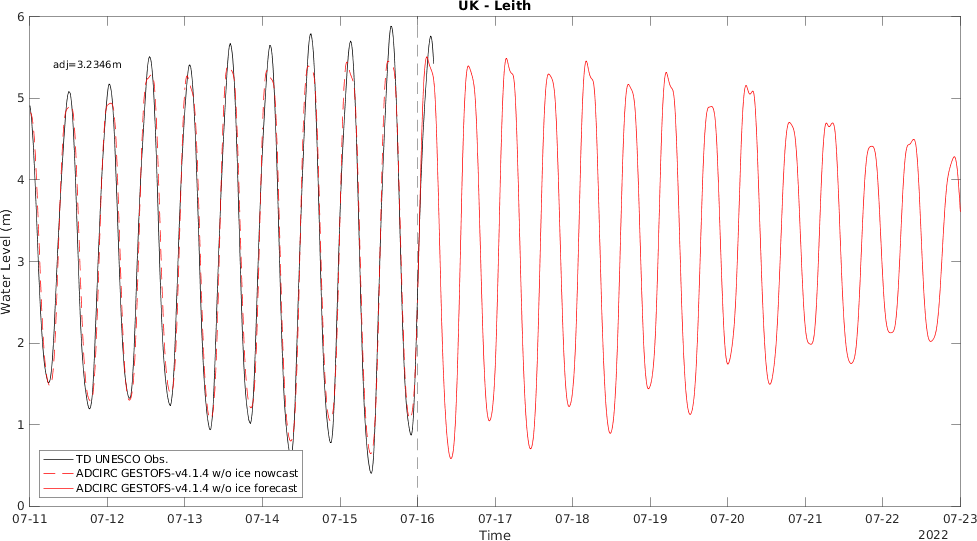 UK - Leith
adj=3.2346m
6
5
4
3
2
1
0
Water Level (m)
TD UNESCO Obs.
ADCIRC GESTOFS-v4.1.4 w/o ice nowcast
ADCIRC GESTOFS-v4.1.4 w/o ice forecast
07-11 07-12 07-13 07-14 07-15 07-16 07-17 07-18 07-19 07-20 07-21 07-22 07-23
Time
2022